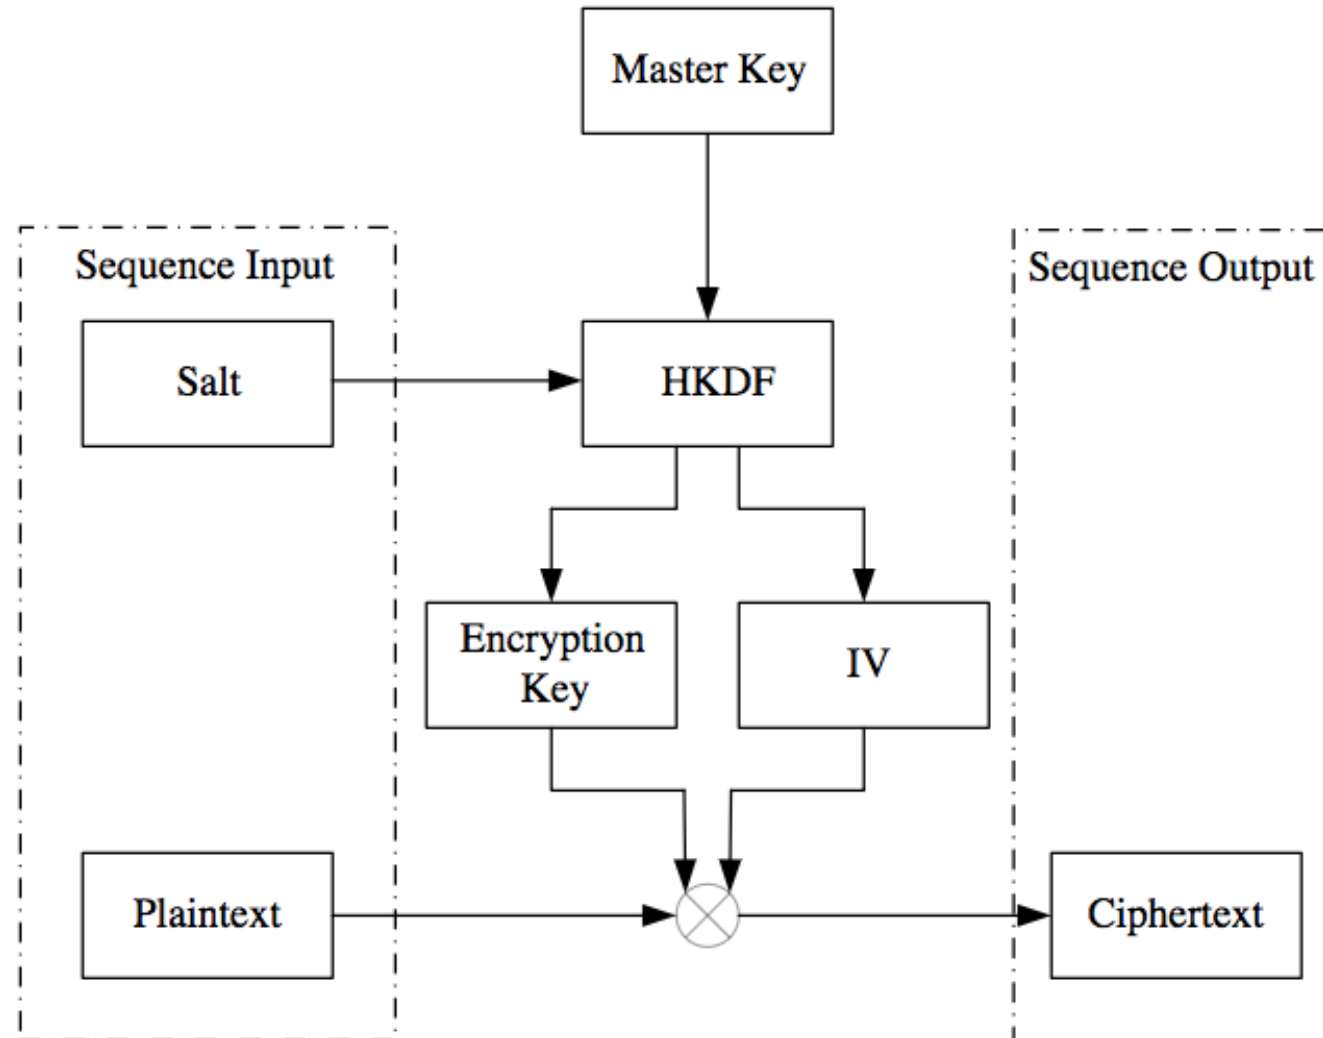 Master Key
Sequence Input
Sequence Output
Salt
HKDF
Encryption
Key
IV
Plaintext
Ciphertext